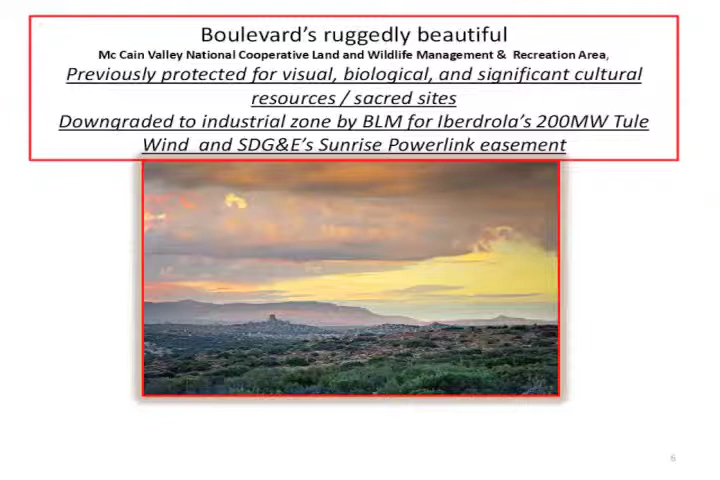 Boulevard's ruggedly beautiful
Mc Cain Valley National Cooperative Land and Wildlife Management & Recreation Area,
Previously protected for visual, biological, and significant cultural
resources / sacred sites
Downgraded to industrial zone by BLM for Iberdrola's 200MW Tule
Wind and SDG&E's Sunrise Powerlink easement
6